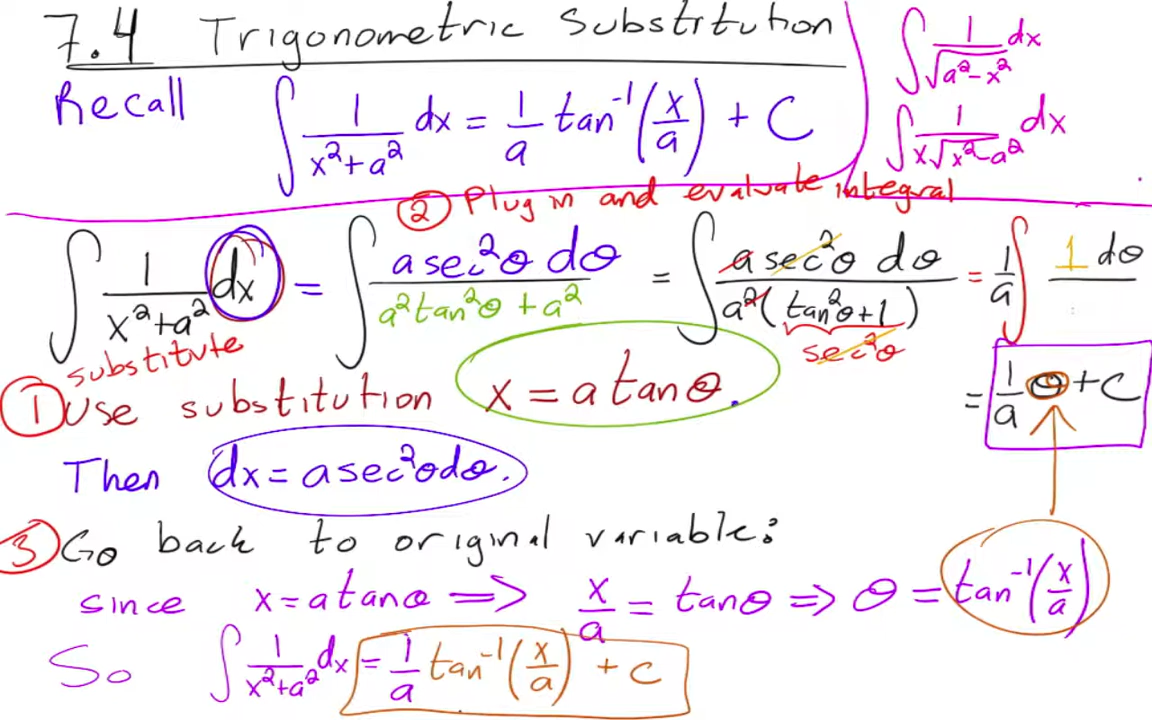 7.4 Trigonometric Substitution
Recall ∫ 1/(x²+a²) dx = 1/a tan⁻¹(x/a) + C
∫ 1/√(a²-x²) dx
∫ 1/(x√(x²-a²)) dx
② Plug in and evaluate integral
∫ 1/(x²+a²) dx = ∫ a sec²θ dθ/(a²tan²θ + a²) = ∫ a sec²θ dθ/(a²(tan²θ+1)) = 1/a ∫ 1 dθ
sec²θ
substitute
= 1/a θ + C
① Use substitution x = a tanθ.
Then dx = a sec²θdθ.
③ Go back to original variable:
since x = a tanθ ⇒ x/a = tanθ ⇒ θ = tan⁻¹(x/a)
So ∫ 1/(x²+a²) dx = 1/a tan⁻¹(x/a) + C